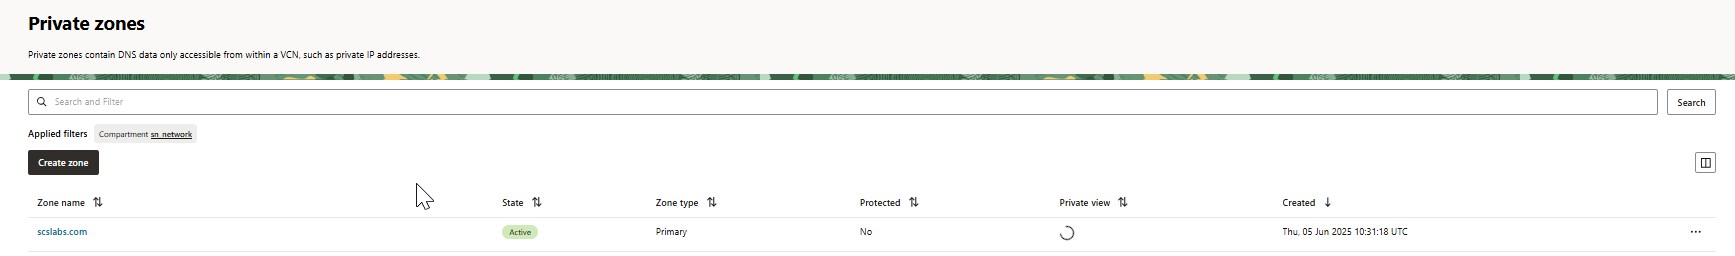 Private zones
Private zones contain DNS data only accessible from within a VCN, such as private IP addresses.
Search and Filter
Search
Applied filters Compartment sn_network
Create zone
Zone name State Zone type Protected Private view Created
scslabs.com Active Primary No Thu, 05 Jun 2025 10:31:18 UTC